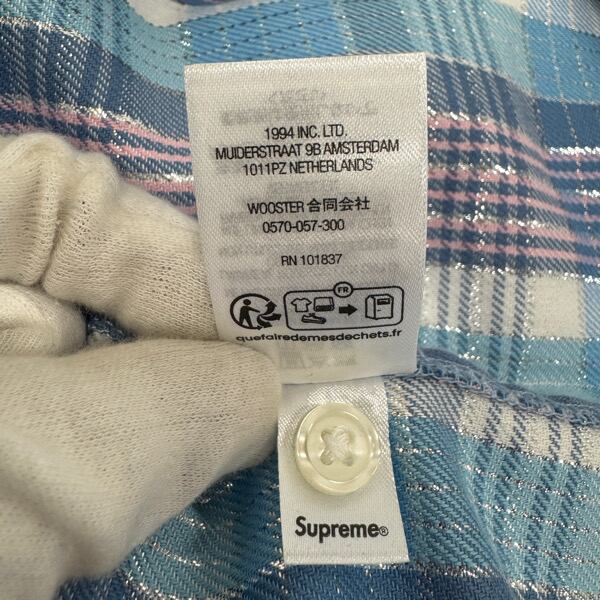 1994 INC. LTD.
MUIDERSTRAAT 9B AMSTERDAM
1011PZ NETHERLANDS
WOOSTER 合同会社
0570-057-300
RN 101837
FR
quefairedemesdechets.fr
Supreme®